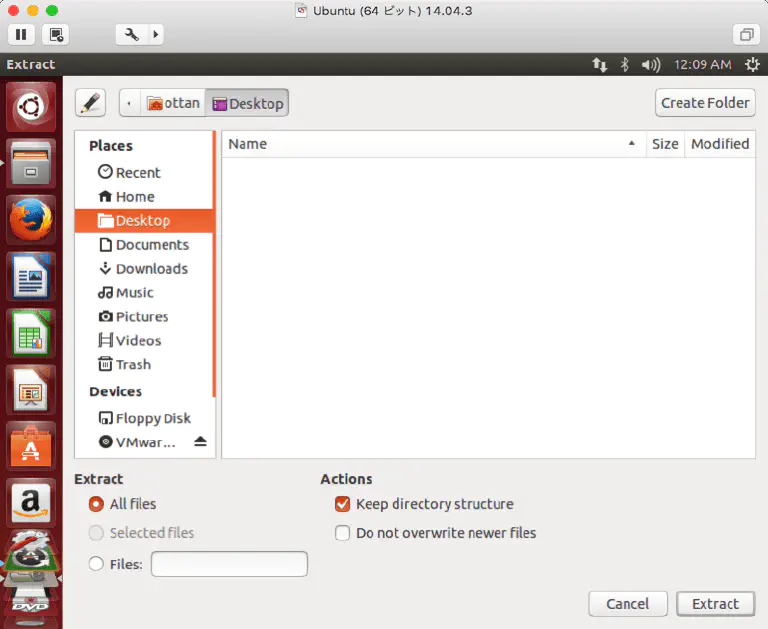 Ubuntu (64 ビット) 14.04.3
Extract
12:09 AM
ottan
Desktop
Create Folder
Places
Recent
Home
Desktop
Documents
Downloads
Music
Pictures
Videos
Trash
Devices
Floppy Disk
VMwar...
Name
Size
Modified
Extract
All files
Selected files
Files:
Actions
Keep directory structure
Do not overwrite newer files
Cancel
Extract
a
DVD